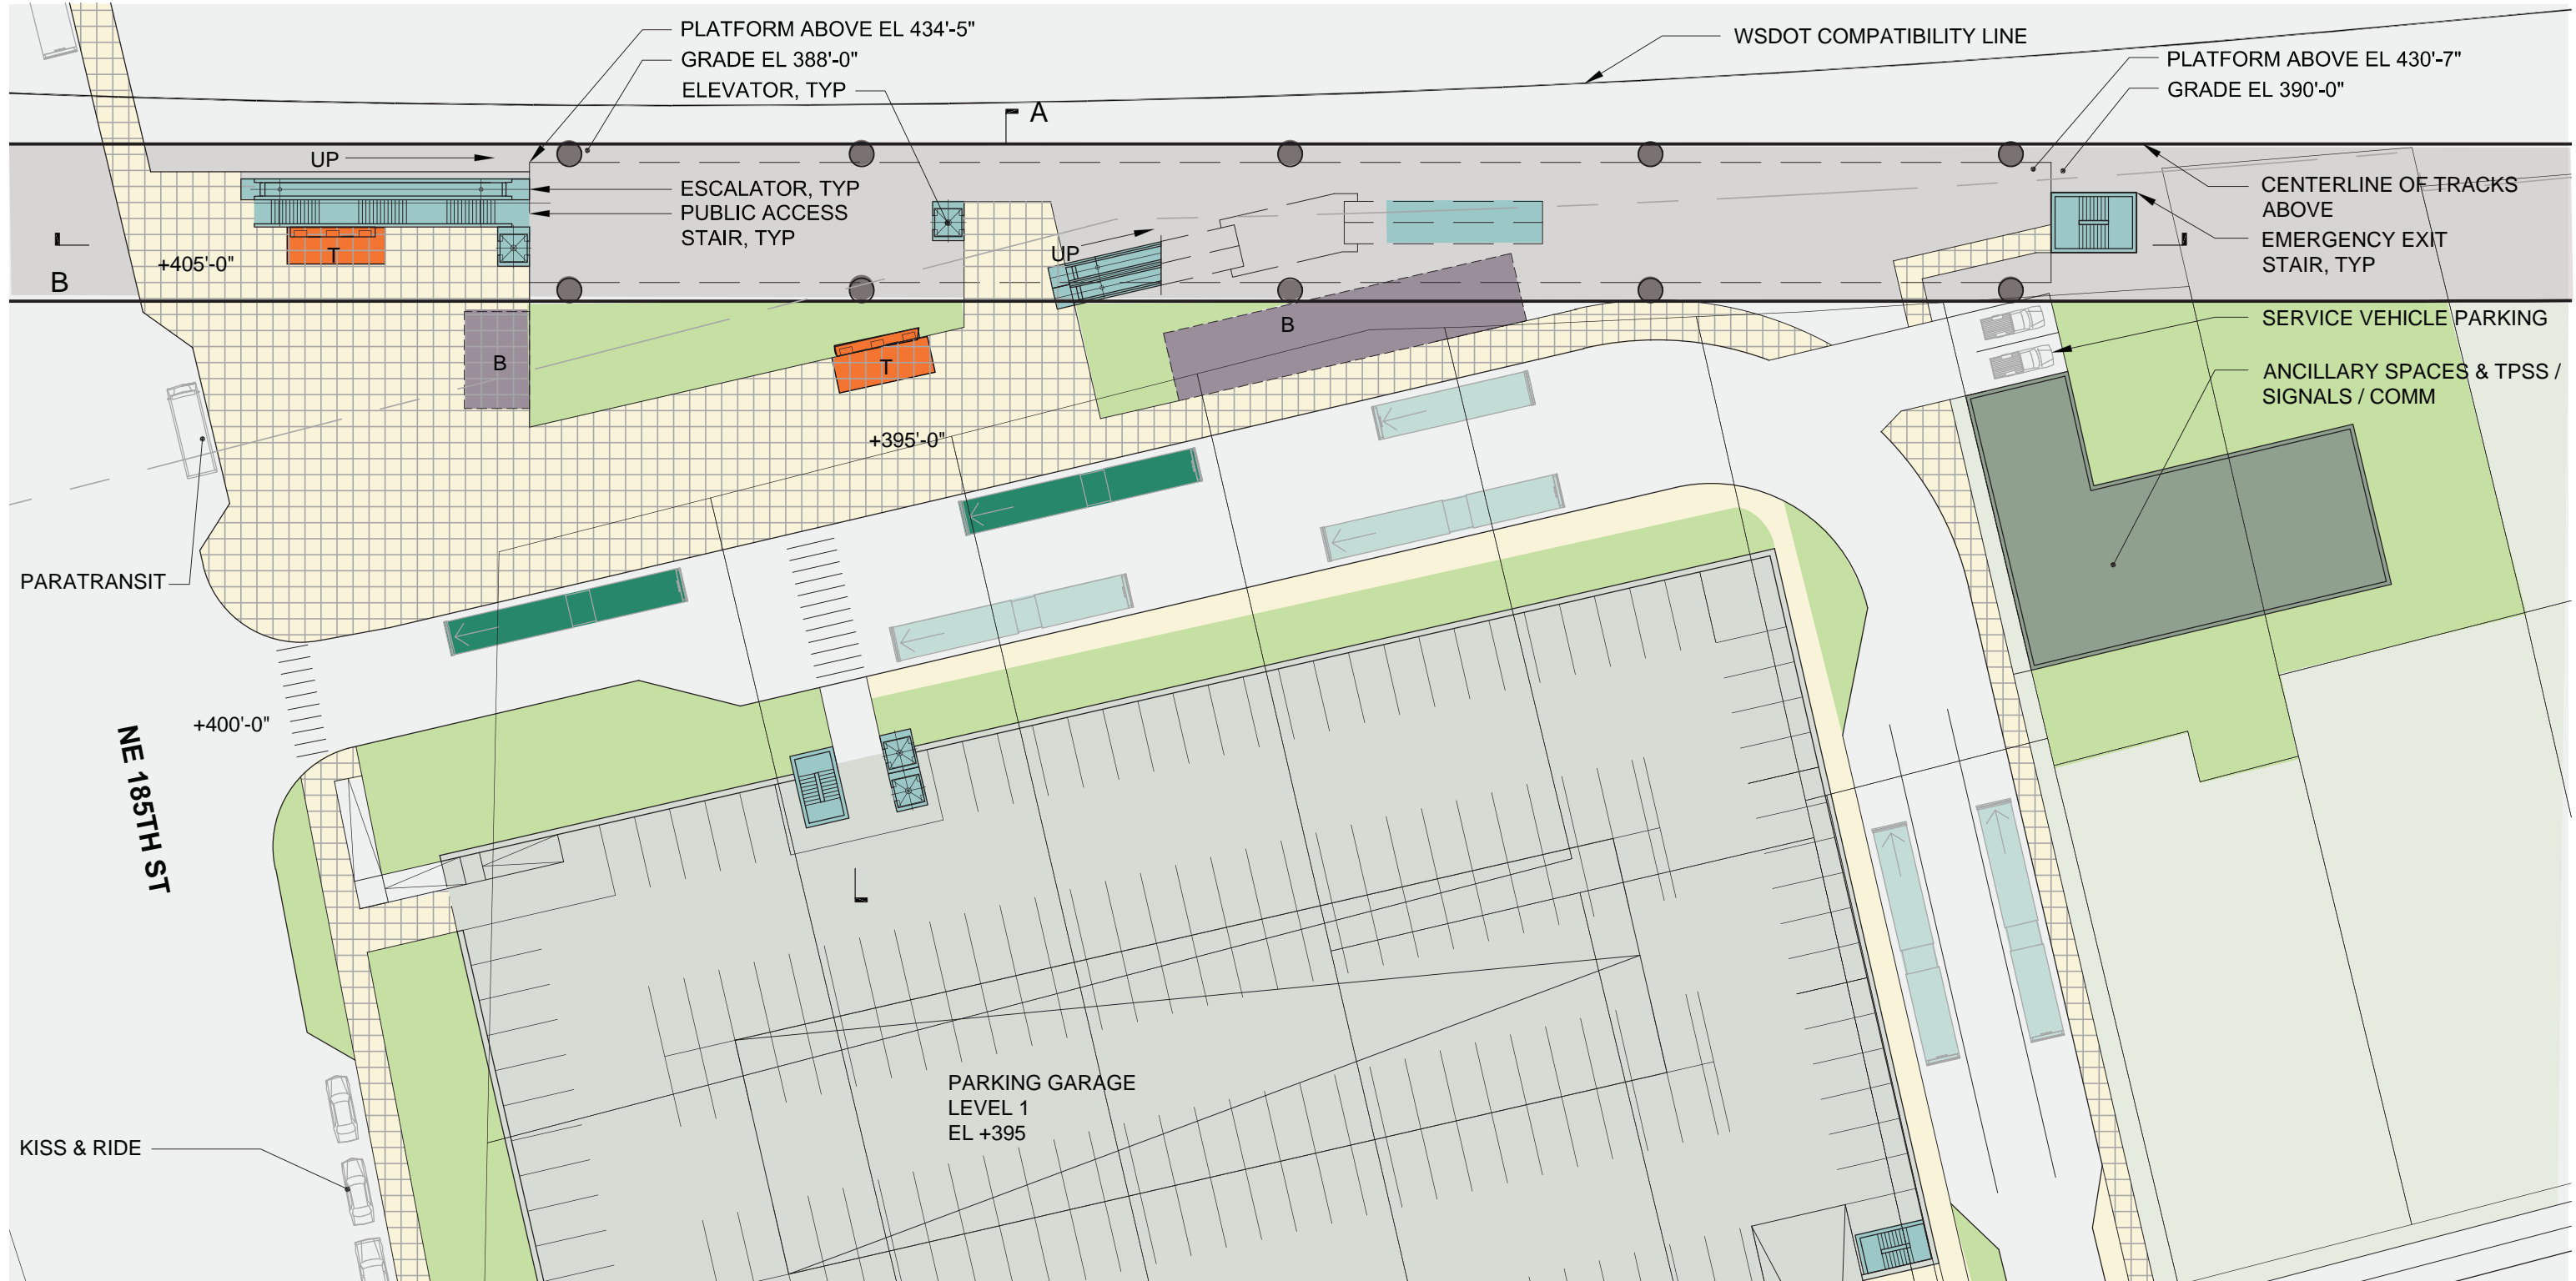 PLATFORM ABOVE EL 434'-5"
GRADE EL 388'-0"
ELEVATOR, TYP
WSDOT COMPATIBILITY LINE
PLATFORM ABOVE EL 430'-7"
GRADE EL 390'-0"
A
UP
ESCALATOR, TYP
PUBLIC ACCESS
STAIR, TYP
CENTERLINE OF TRACKS
ABOVE
EMERGENCY EXIT
STAIR, TYP
UP
T
+405'-0"
B
B
B
T
SERVICE VEHICLE PARKING
ANCILLARY SPACES & TPSS /
SIGNALS / COMM
+395'-0"
PARATRANSIT
+400'-0"
NE 185TH ST
PARKING GARAGE
LEVEL 1
EL +395
KISS & RIDE